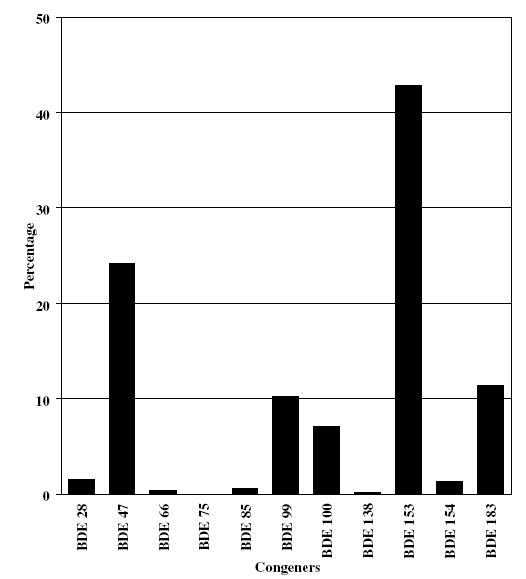 50
40
30
20
10
0
Percentage
BDE 28
BDE 47
BDE 66
BDE 75
BDE 85
BDE 99
BDE 100
BDE 138
BDE 153
BDE 154
BDE 183
Congeners